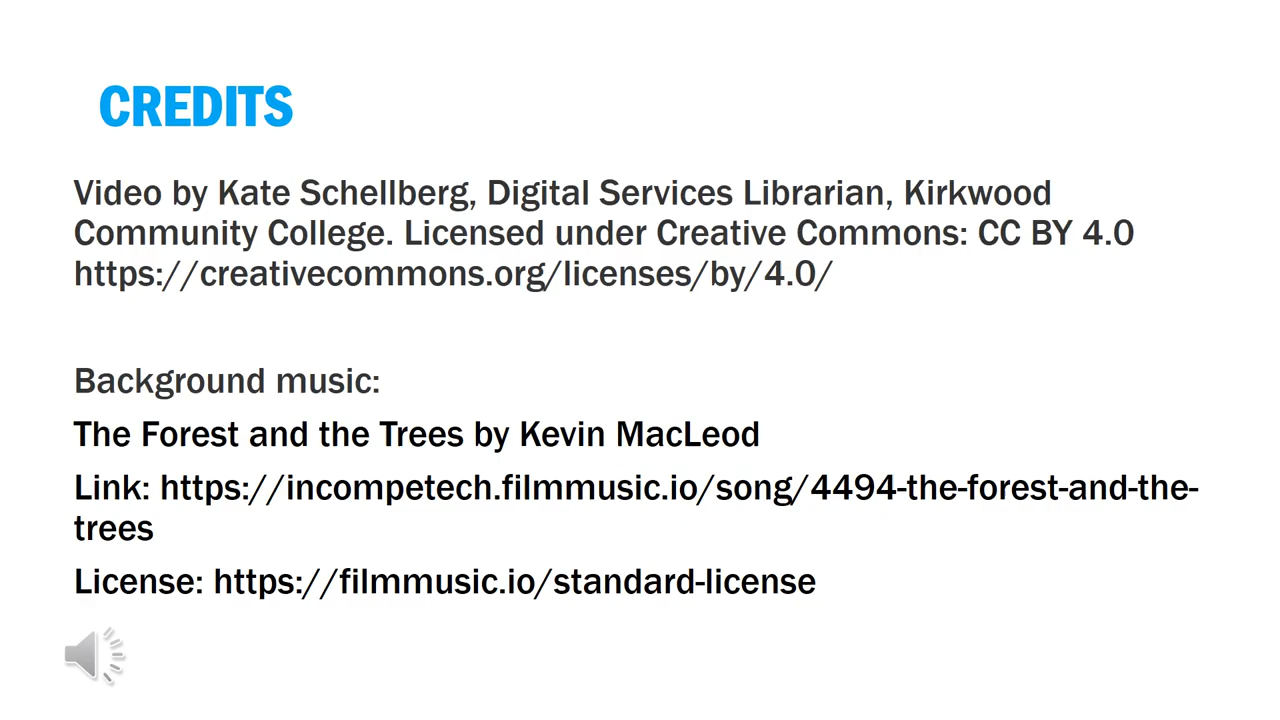 CREDITS
Video by Kate Schellberg, Digital Services Librarian, Kirkwood
Community College. Licensed under Creative Commons: CC BY 4.0
https://creativecommons.org/licenses/by/4.0/
Background music:
The Forest and the Trees by Kevin MacLeod
Link: https://incompetech.filmmusic.io/song/4494-the-forest-and-the-
trees
License: https://filmmusic.io/standard-license